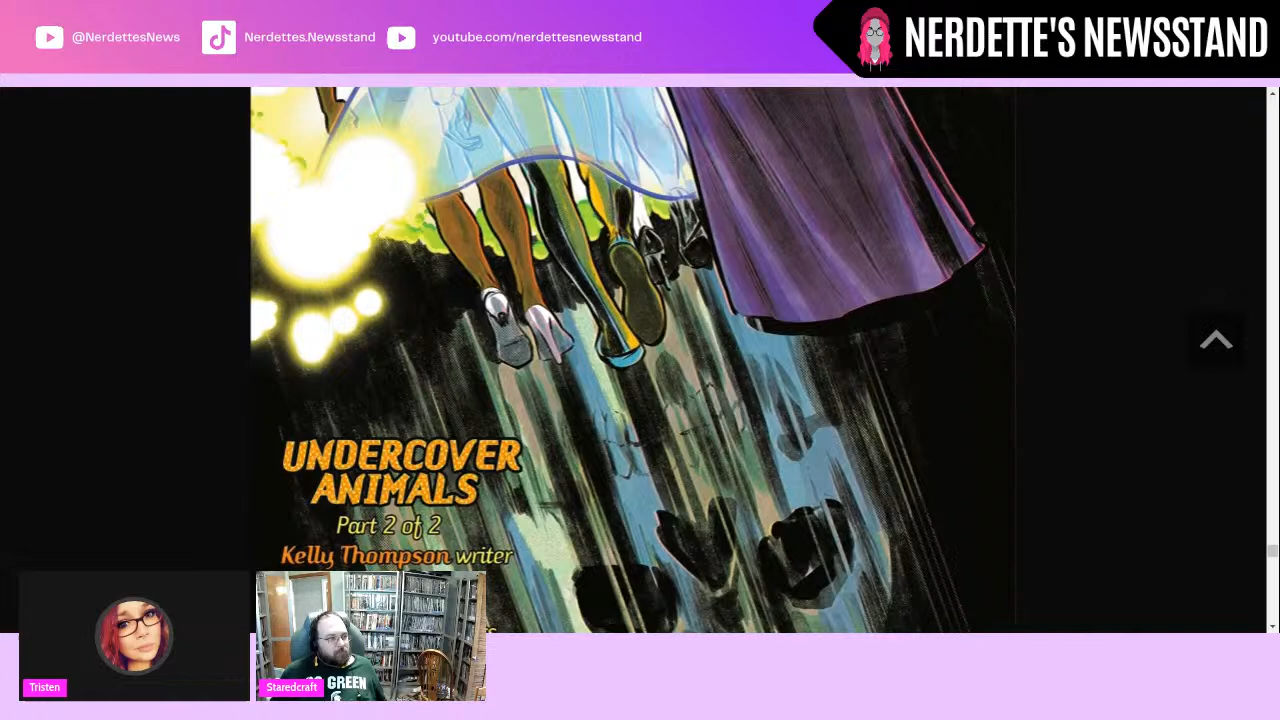 @NerdettesNews
Nerdettes.Newsstand
youtube.com/nerdettesnewsstand
NERDETTE'S NEWSSTAND
UNDERCOVER
ANIMALS
Part 2 of 2
Kelly Thompson writer
GO GREEN
Tristen
Staredcraft